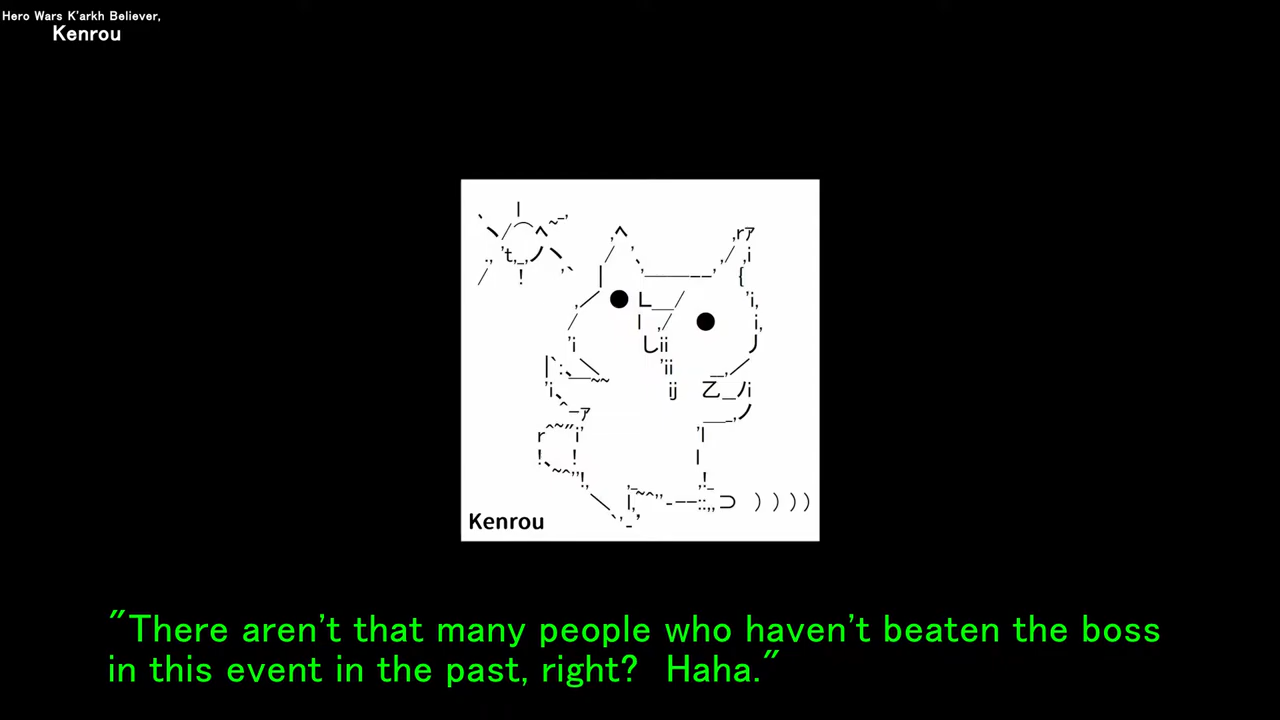 Hero Wars K'arkh Believer,
Kenrou
Kenrou
"There aren't that many people who haven't beaten the boss
in this event in the past, right?  Haha."